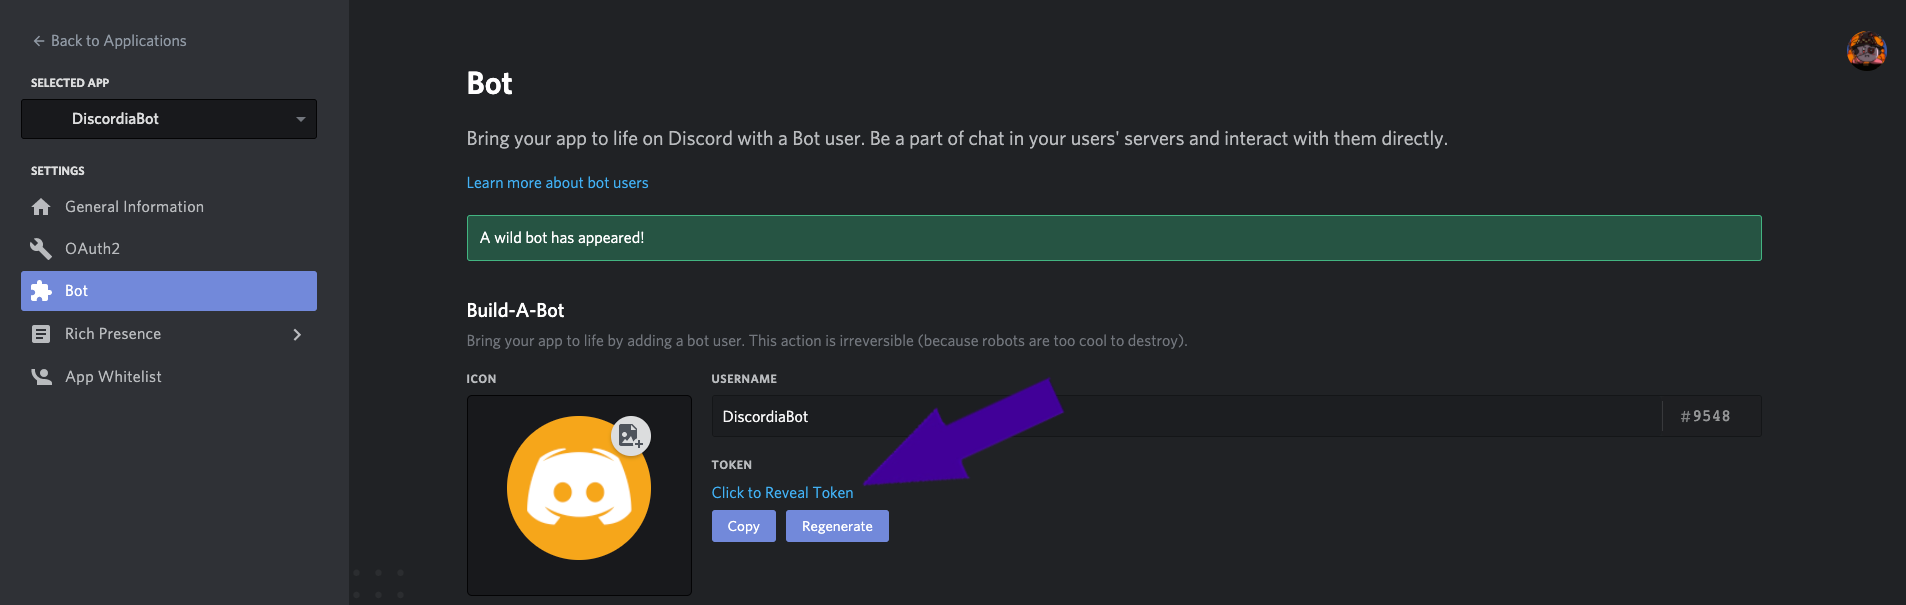 Back to Applications
SELECTED APP
DiscordiaBot
SETTINGS
General Information
OAuth2
Bot
Rich Presence
App Whitelist
Bot
Bring your app to life on Discord with a Bot user. Be a part of chat in your users' servers and interact with them directly.
Learn more about bot users
A wild bot has appeared!
Build-A-Bot
Bring your app to life by adding a bot user. This action is irreversible (because robots are too cool to destroy).
ICON
USERNAME
DiscordiaBot #9548
TOKEN
Click to Reveal Token
Copy Regenerate